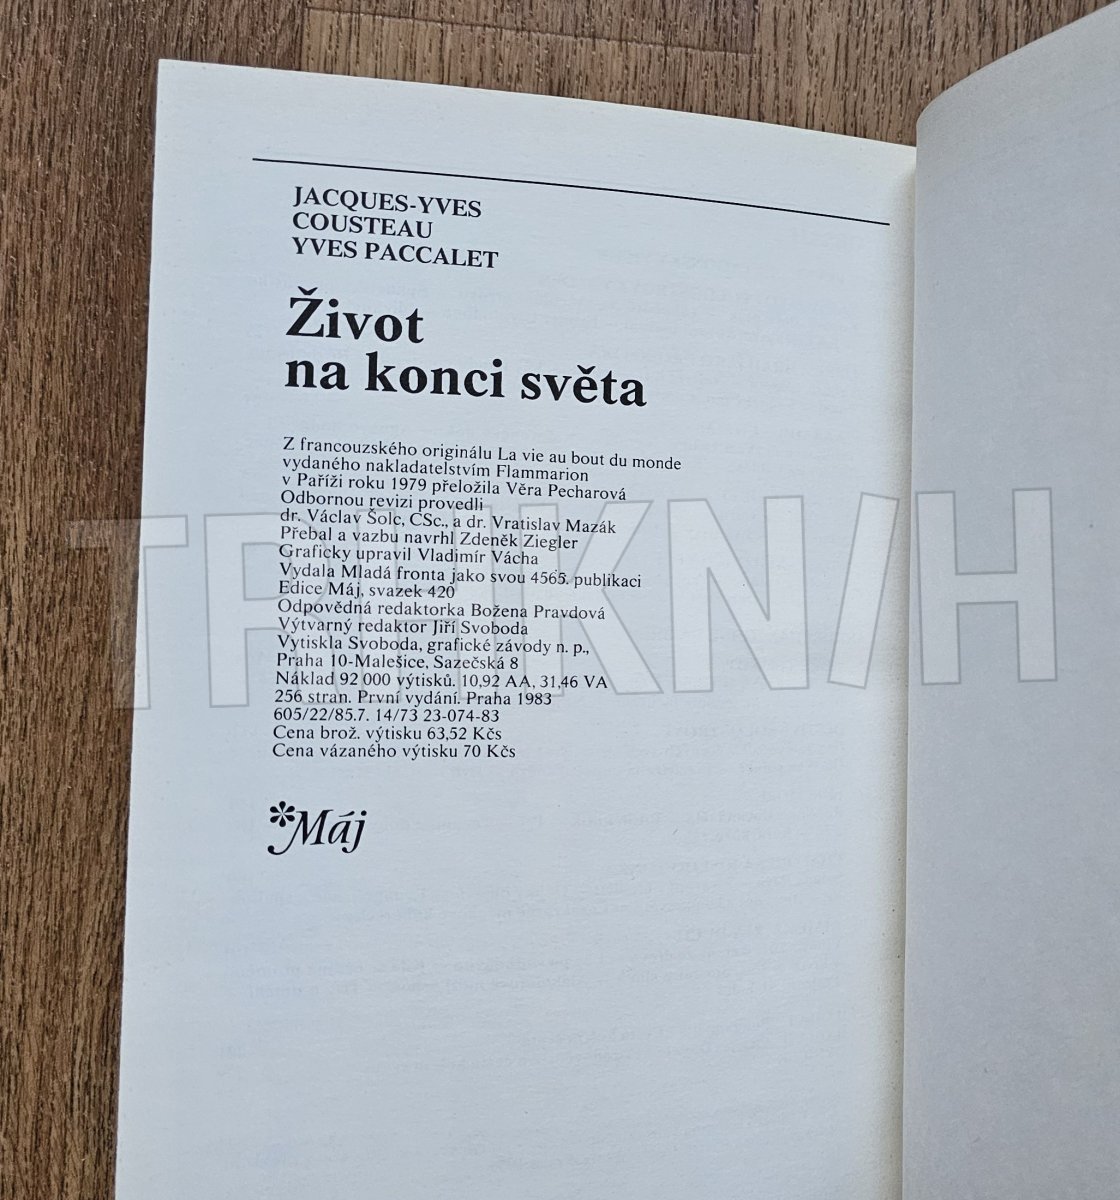 JACQUES-YVES
COUSTEAU
YVES PACCALET
Život
na konci světa
Z francouzského originálu La vie au bout du monde
vydaného nakladatelstvím Flammarion
v Paříži roku 1979 přeložila Věra Pecharová
Odbornou revizi provedli
dr. Václav Šolc, CSc., a dr. Vratislav Mazák
Přebal a vazbu navrhl Zdeněk Ziegler
Graficky upravil Vladimír Vácha
Vydala Mladá fronta jako svou 4565. publikaci
Edice Máj, svazek 420
Odpovědná redaktorka Božena Pravdová
Výtvarný redaktor Jiří Svoboda
Vytiskla Svoboda, grafické závody n. p.,
Praha 10-Malešice, Sazečská 8
Náklad 92 000 výtisků. 10,92 AA, 31,46 VA
256 stran. První vydání. Praha 1983
605/22/85.7. 14/73 23-074-83
Cena brož. výtisku 63,52 Kčs
Cena vázaného výtisku 70 Kčs
*Máj
TRHKNIH